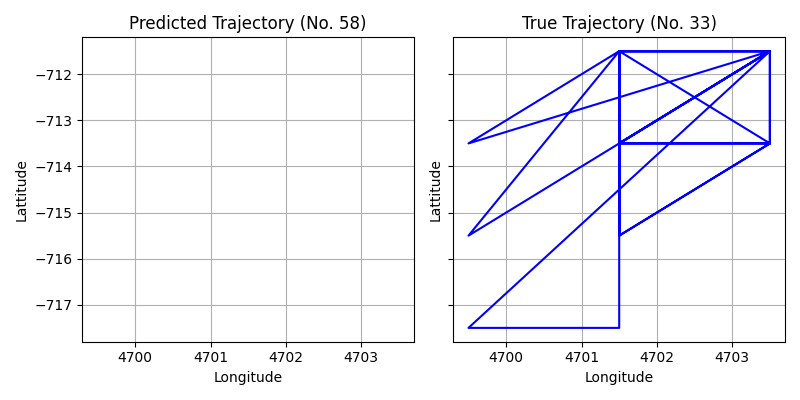 Predicted Trajectory (No. 58)
Lattitude
−712
−713
−714
−715
−716
−717
4700 4701 4702 4703
Longitude
True Trajectory (No. 33)
Lattitude
4700 4701 4702 4703
Longitude